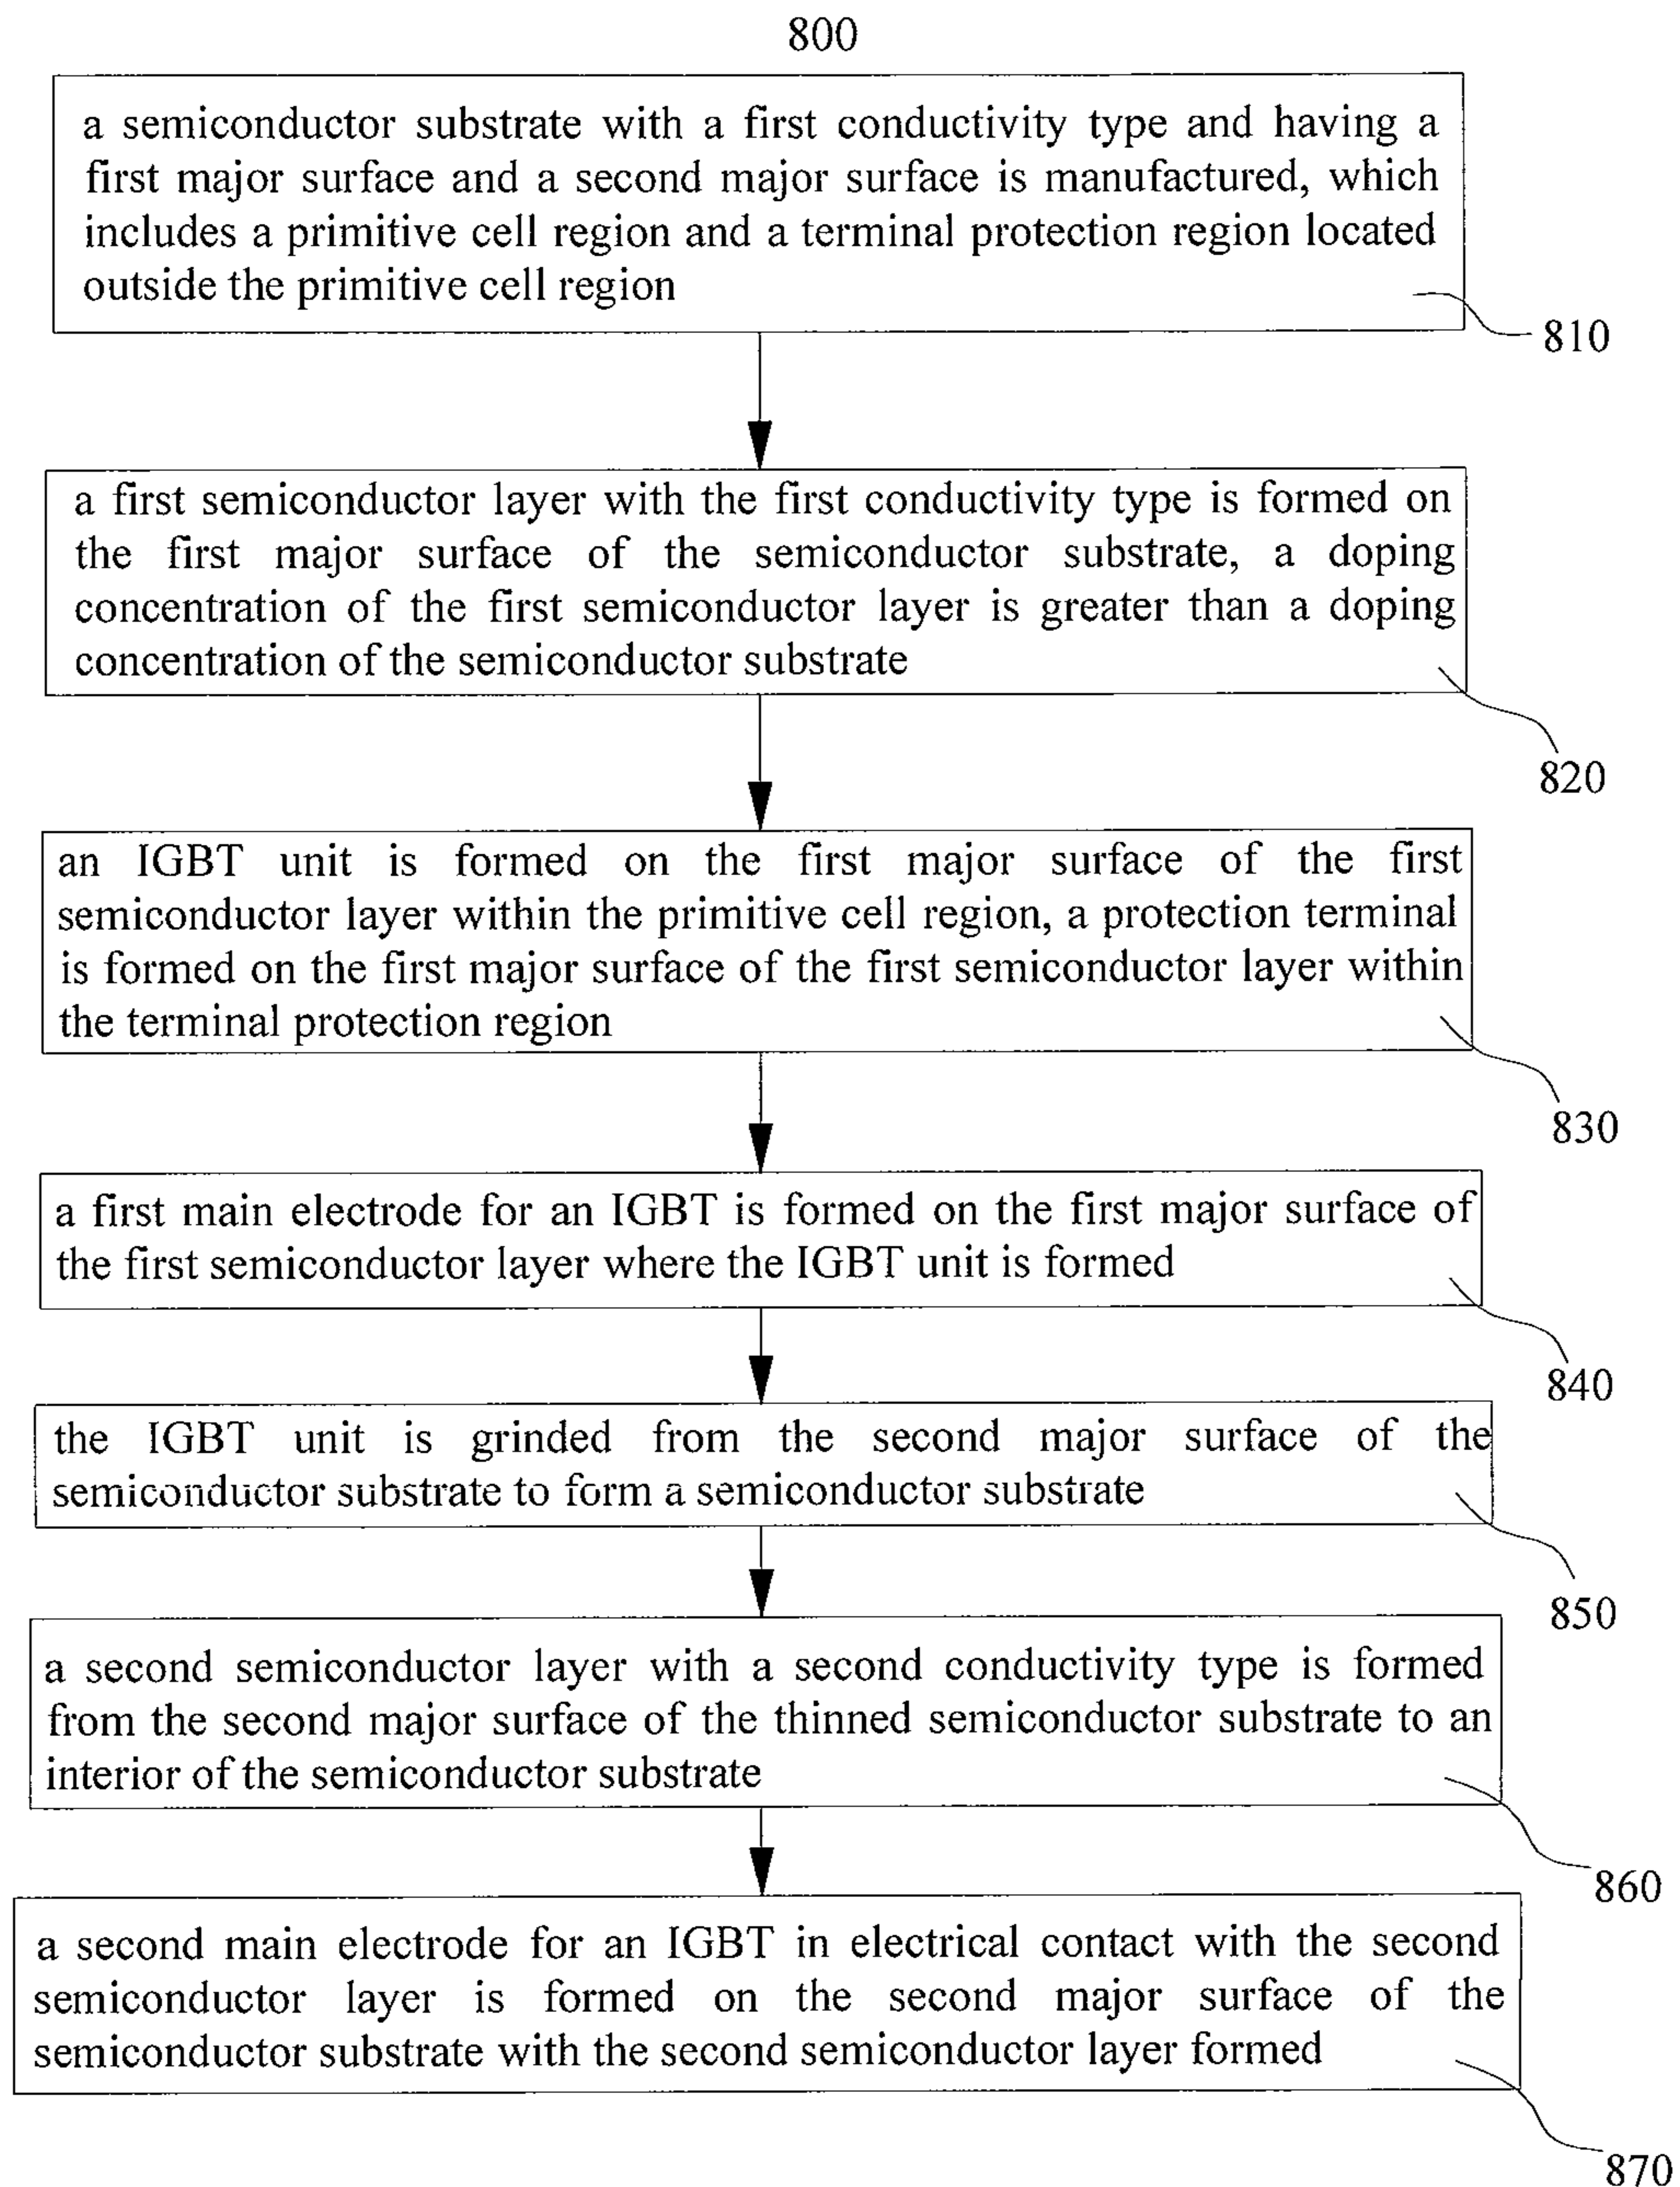 800
a semiconductor substrate with a first conductivity type and having a
first major surface and a second major surface is manufactured, which
includes a primitive cell region and a terminal protection region located
outside the primitive cell region
810
a first semiconductor layer with the first conductivity type is formed on
the first major surface of the semiconductor substrate, a doping
concentration of the first semiconductor layer is greater than a doping
concentration of the semiconductor substrate
820
an IGBT unit is formed on the first major surface of the first
semiconductor layer within the primitive cell region, a protection terminal
is formed on the first major surface of the first semiconductor layer within
the terminal protection region
830
a first main electrode for an IGBT is formed on the first major surface of
the first semiconductor layer where the IGBT unit is formed
840
the IGBT unit is grinded from the second major surface of the
semiconductor substrate to form a semiconductor substrate
850
a second semiconductor layer with a second conductivity type is formed
from the second major surface of the thinned semiconductor substrate to an
interior of the semiconductor substrate
860
a second main electrode for an IGBT in electrical contact with the second
semiconductor layer is formed on the second major surface of the
semiconductor substrate with the second semiconductor layer formed
870